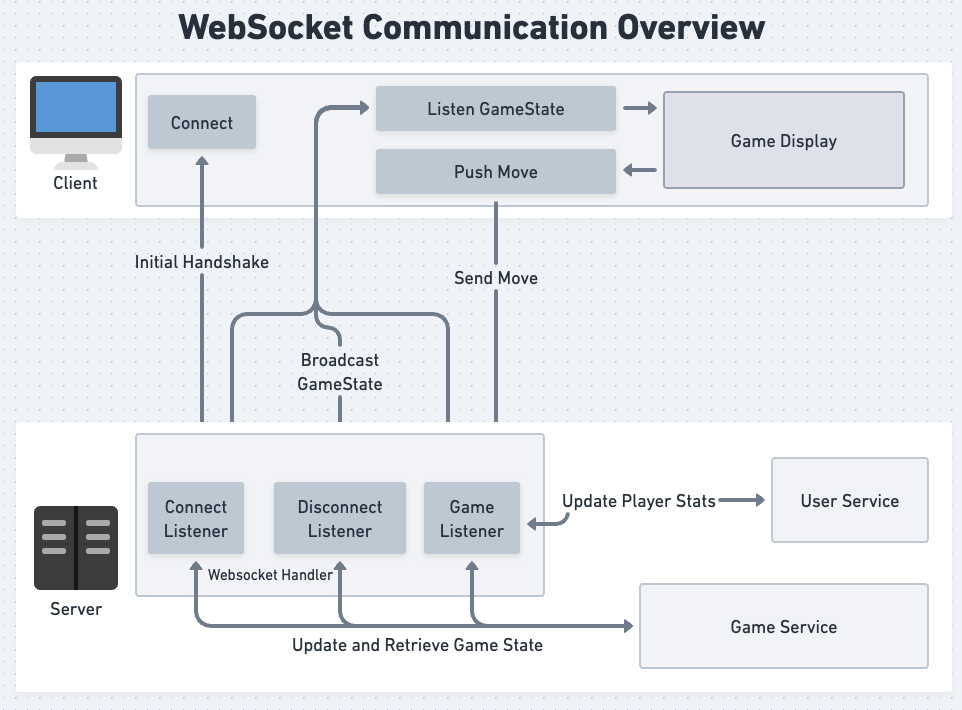 WebSocket Communication Overview
Connect
Listen GameState
Push Move
Game Display
Client
Initial Handshake
Send Move
Broadcast
GameState
Connect
Listener
Disconnect
Listener
Game
Listener
Update Player Stats
User Service
Websocket Handler
Server
Game Service
Update and Retrieve Game State